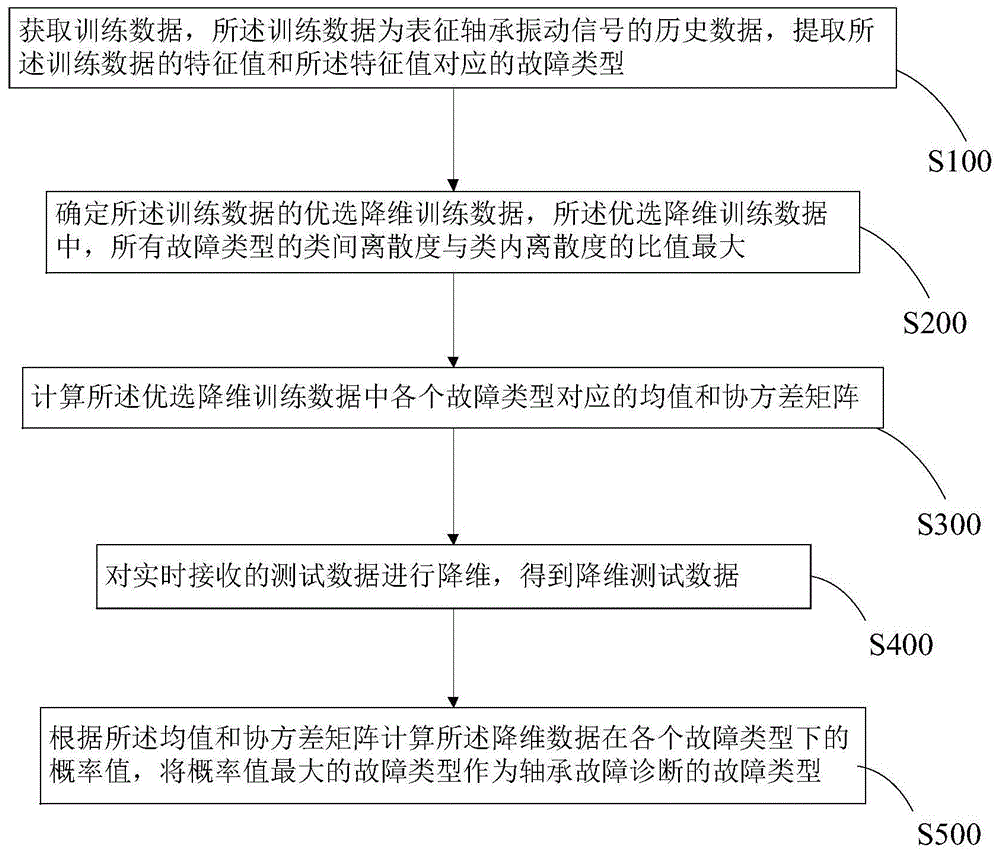 获取训练数据，所述训练数据为表征轴承振动信号的历史数据，提取所
述训练数据的特征值和所述特征值对应的故障类型
S100
确定所述训练数据的优选降维训练数据，所述优选降维训练数据
中，所有故障类型的类间离散度与类内离散度的比值最大
S200
计算所述优选降维训练数据中各个故障类型对应的均值和协方差矩阵
S300
对实时接收的测试数据进行降维，得到降维测试数据
S400
根据所述均值和协方差矩阵计算所述降维数据在各个故障类型下的
概率值，将概率值最大的故障类型作为轴承故障诊断的故障类型
S500